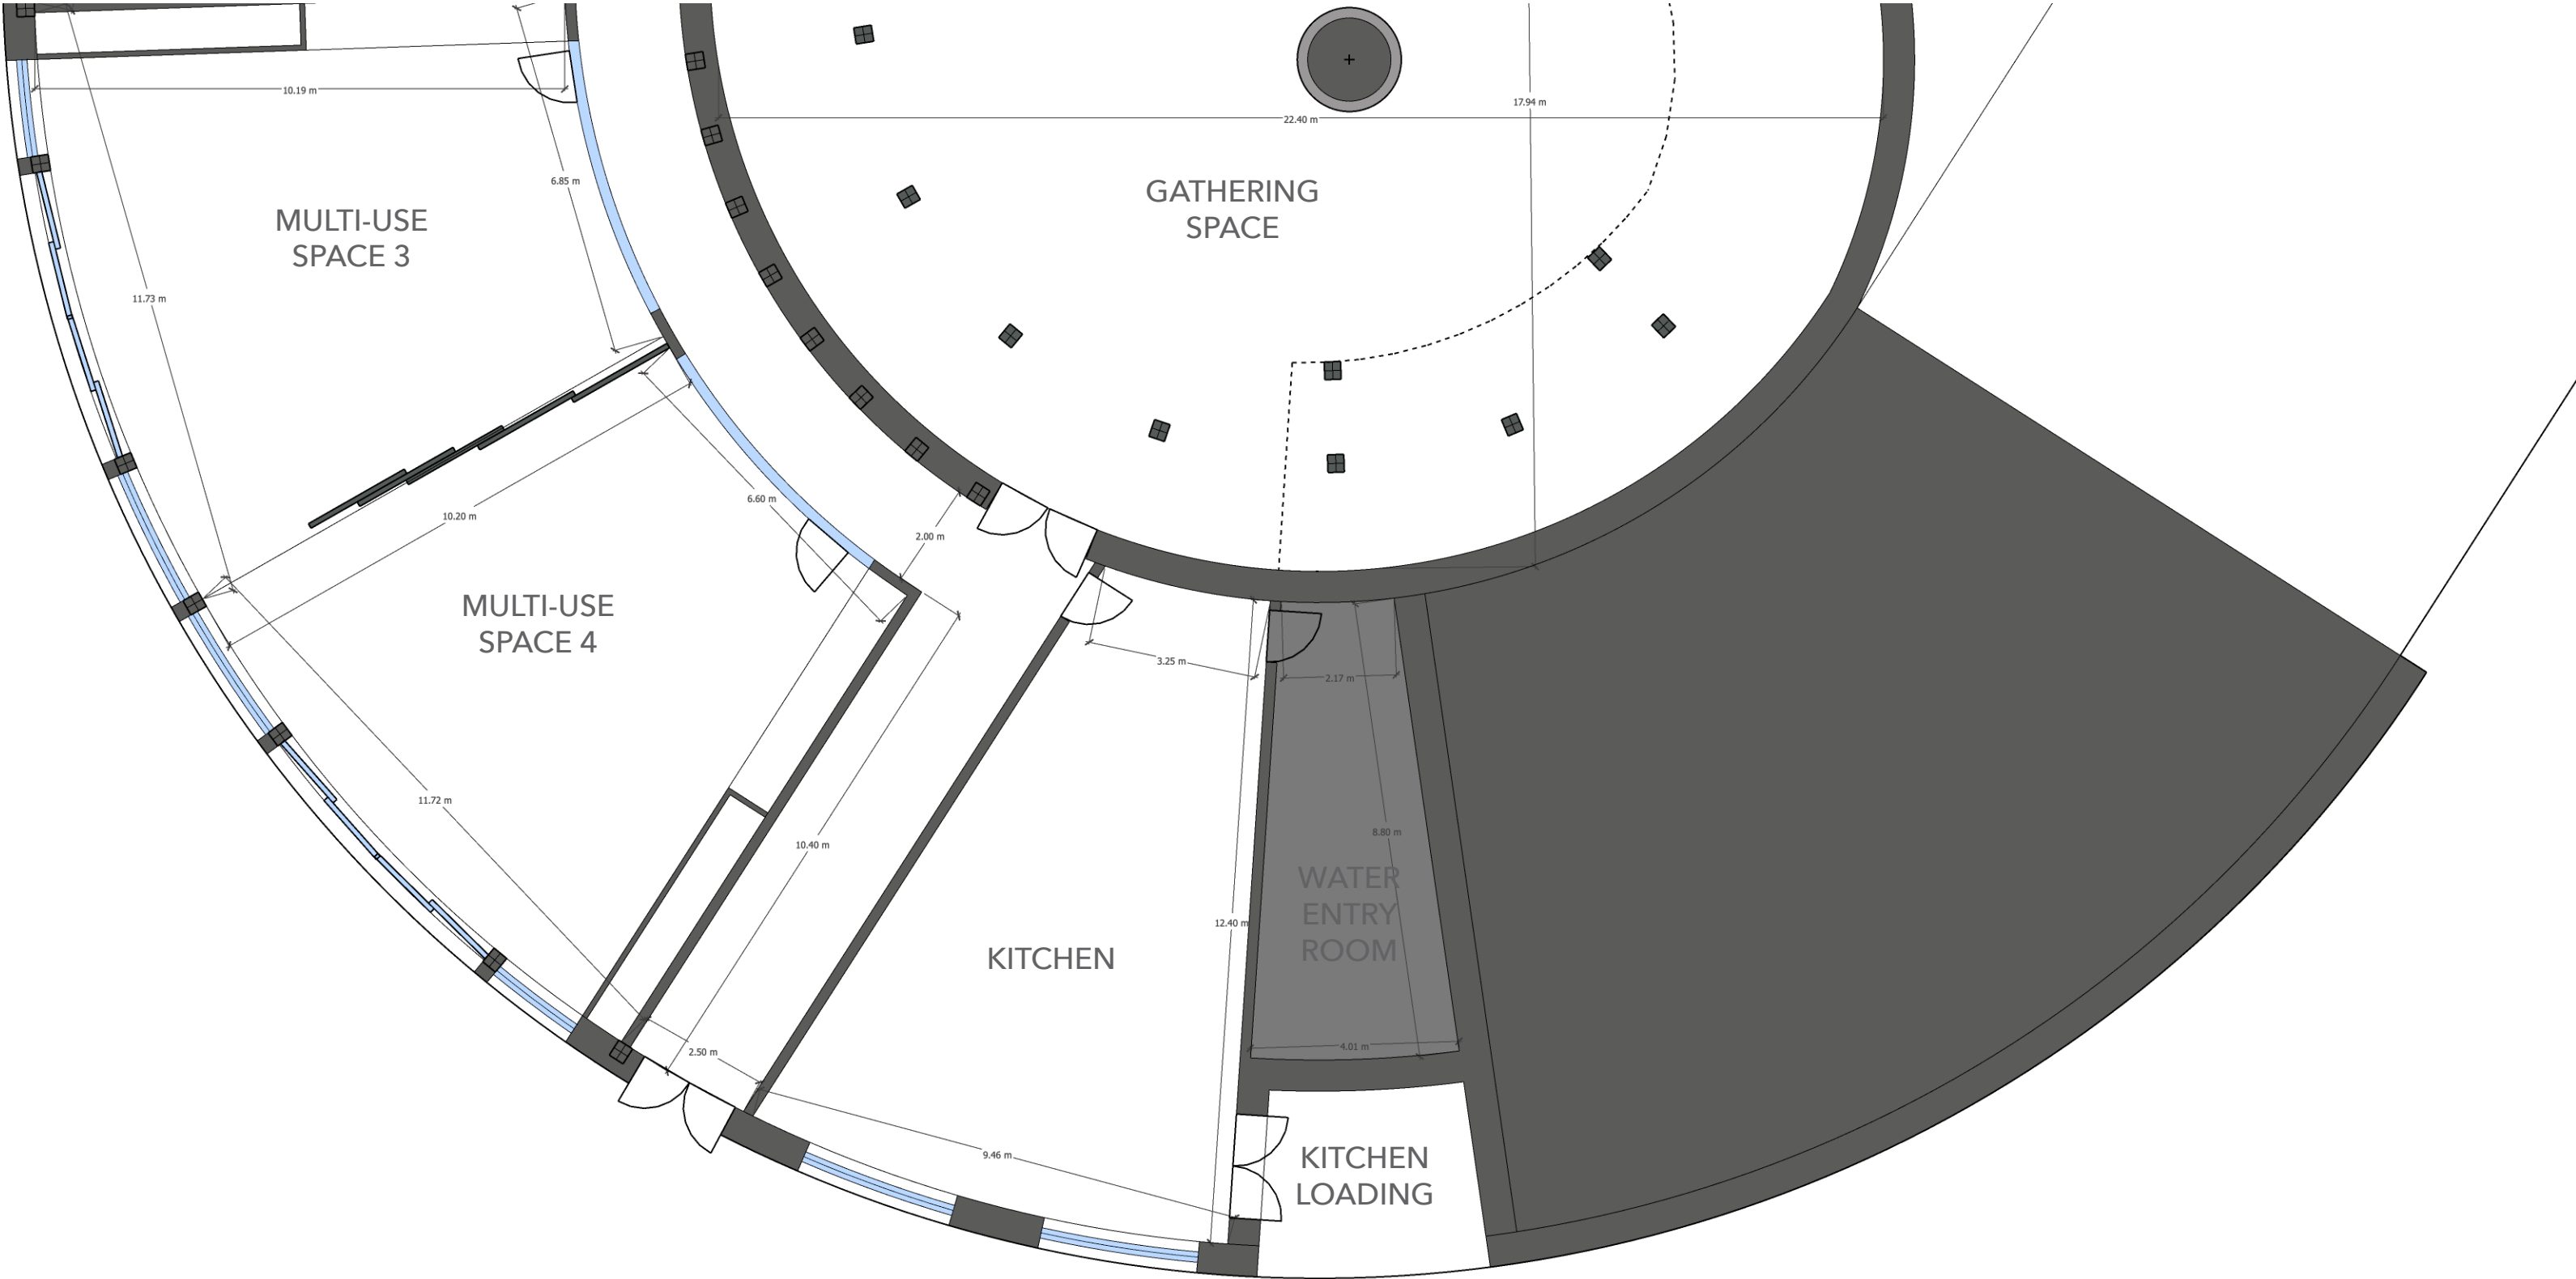 10.19 m
17.94 m
22.40 m
6.85 m
GATHERING
SPACE
MULTI-USE
SPACE 3
11.73 m
6.60 m
10.20 m
2.00 m
MULTI-USE
SPACE 4
3.25 m
2.17 m
11.72 m
8.80 m
10.40 m
WATER
ENTRY
ROOM
12.40 m
KITCHEN
2.50 m
4.01 m
9.46 m
KITCHEN
LOADING